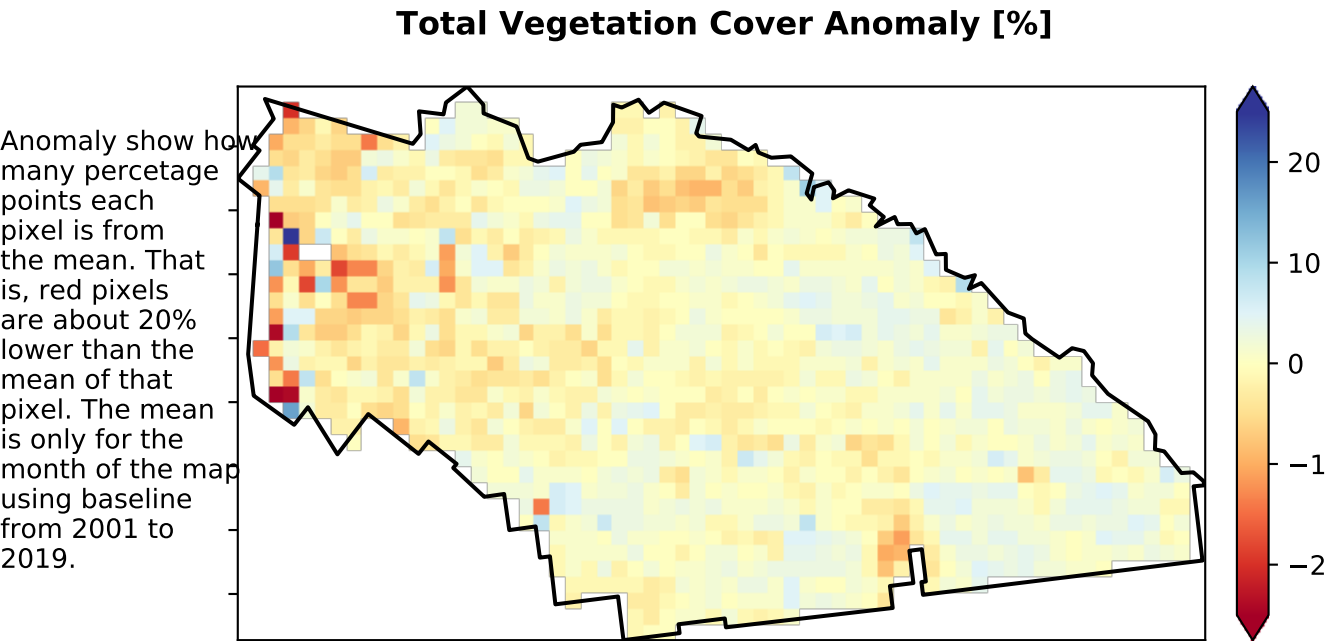 Total Vegetation Cover Anomaly [%]
Anomaly show how
many percetage
points each
pixel is from
the mean. That
is, red pixels
are about 20%
lower than the
mean of that
pixel. The mean
is only for the
month of the map
using baseline
from 2001 to
2019.
20
10
0
−1
−2